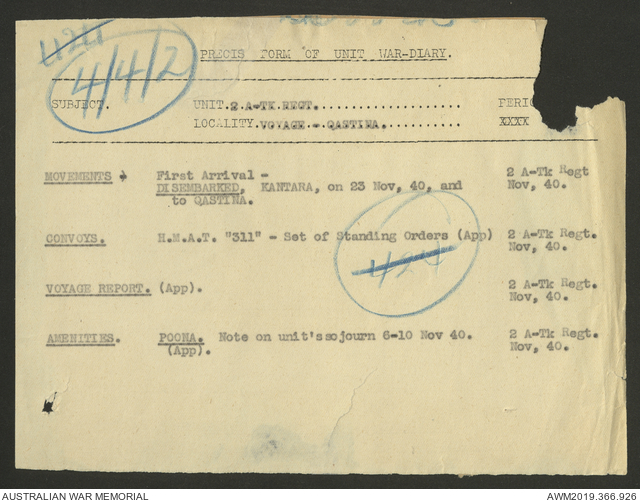 424
4/4/2
PRECIS FORM OF UNIT WAR-DIARY.
SUBJECT. UNIT. 2 A-TK.REGT. PERIO
LOCALITY. VOYAGE - QASTINA. XXXX
MOVEMENTS First Arrival - 2 A-Tk Regt
DISEMBARKED, KANTARA, on 23 Nov, 40, and Nov, 40.
to QASTINA.
CONVOYS. H.M.A.T. "311" - Set of Standing Orders (App) 2 A-Tk Regt.
Nov, 40.
424
VOYAGE REPORT. (App). 2 A-Tk Regt.
Nov, 40.
AMENITIES. POONA. Note on unit's sojourn 6-10 Nov 40. 2 A-Tk Regt.
(App). Nov, 40.
AUSTRALIAN WAR MEMORIAL AWM2019.366.926